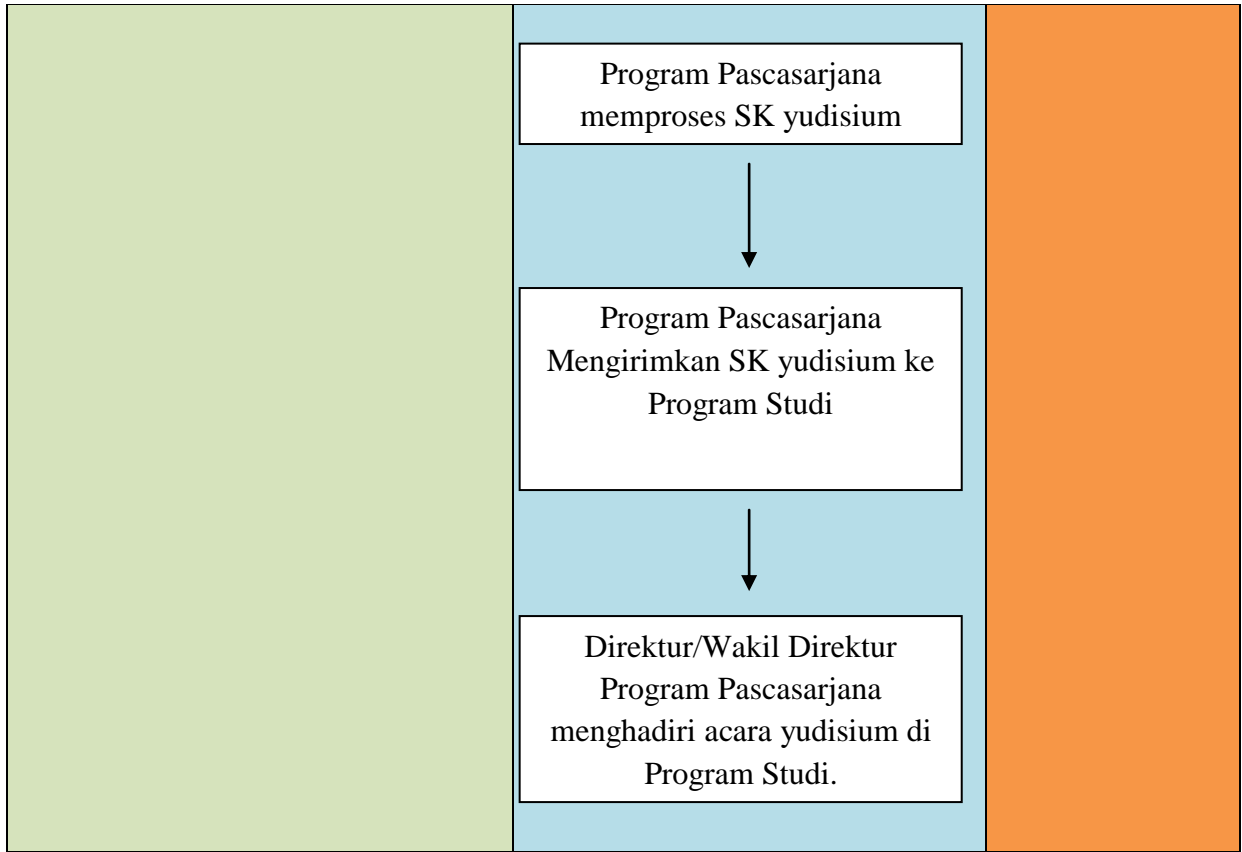 Program Pascasarjana
memproses SK yudisium
Program Pascasarjana
Mengirimkan SK yudisium ke
Program Studi
Direktur/Wakil Direktur
Program Pascasarjana
menghadiri acara yudisium di
Program Studi.